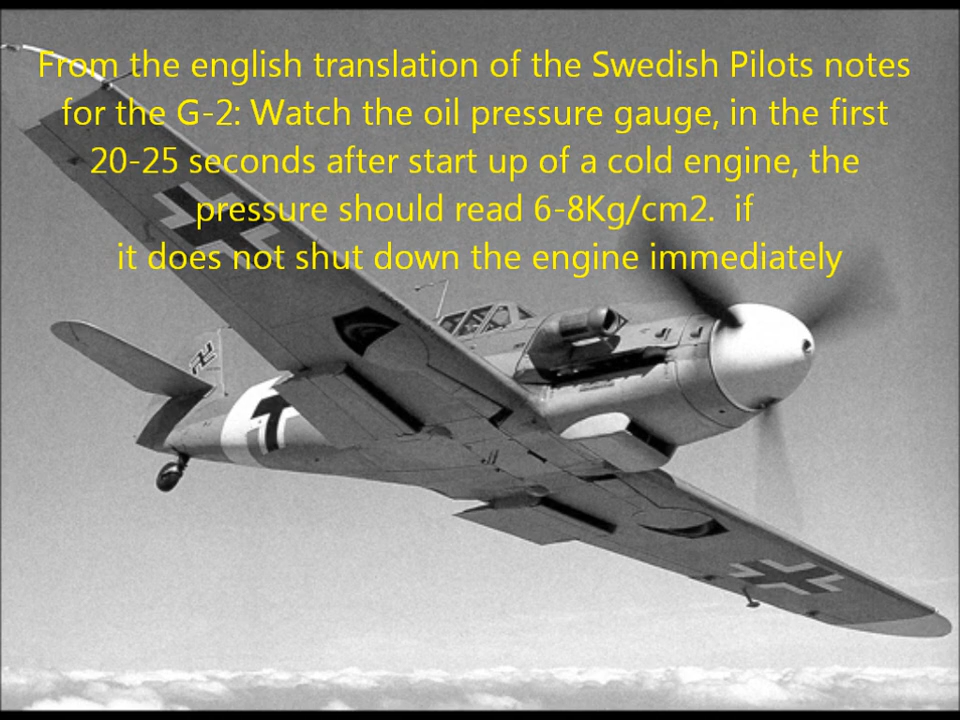 From the english translation of the Swedish Pilots notes
for the G-2: Watch the oil pressure gauge, in the first
20-25 seconds after start up of a cold engine, the
pressure should read 6-8Kg/cm2.  if
it does not shut down the engine immediately